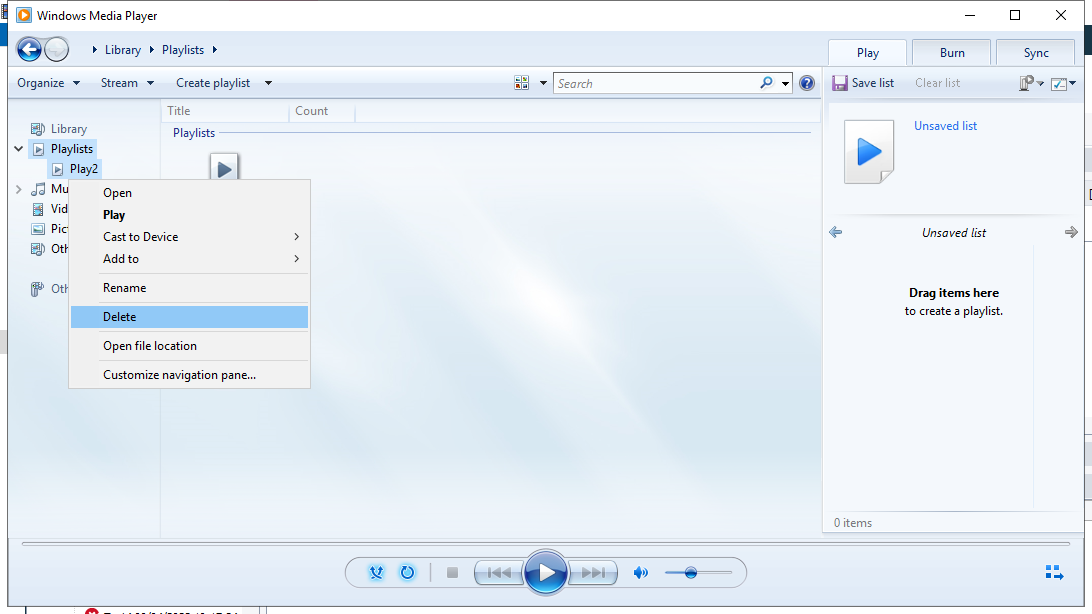 Windows Media Player
Library Playlists
Play Burn Sync
Organize Stream Create playlist Search Save list Clear list
Title Count
Playlists
Unsaved list
Library
Playlists
Play2
Mu
Vid
Pic
Oth
Oth
Open
Play
Cast to Device
Add to
Rename
Delete
Open file location
Customize navigation pane...
Unsaved list
Drag items here
to create a playlist.
0 items